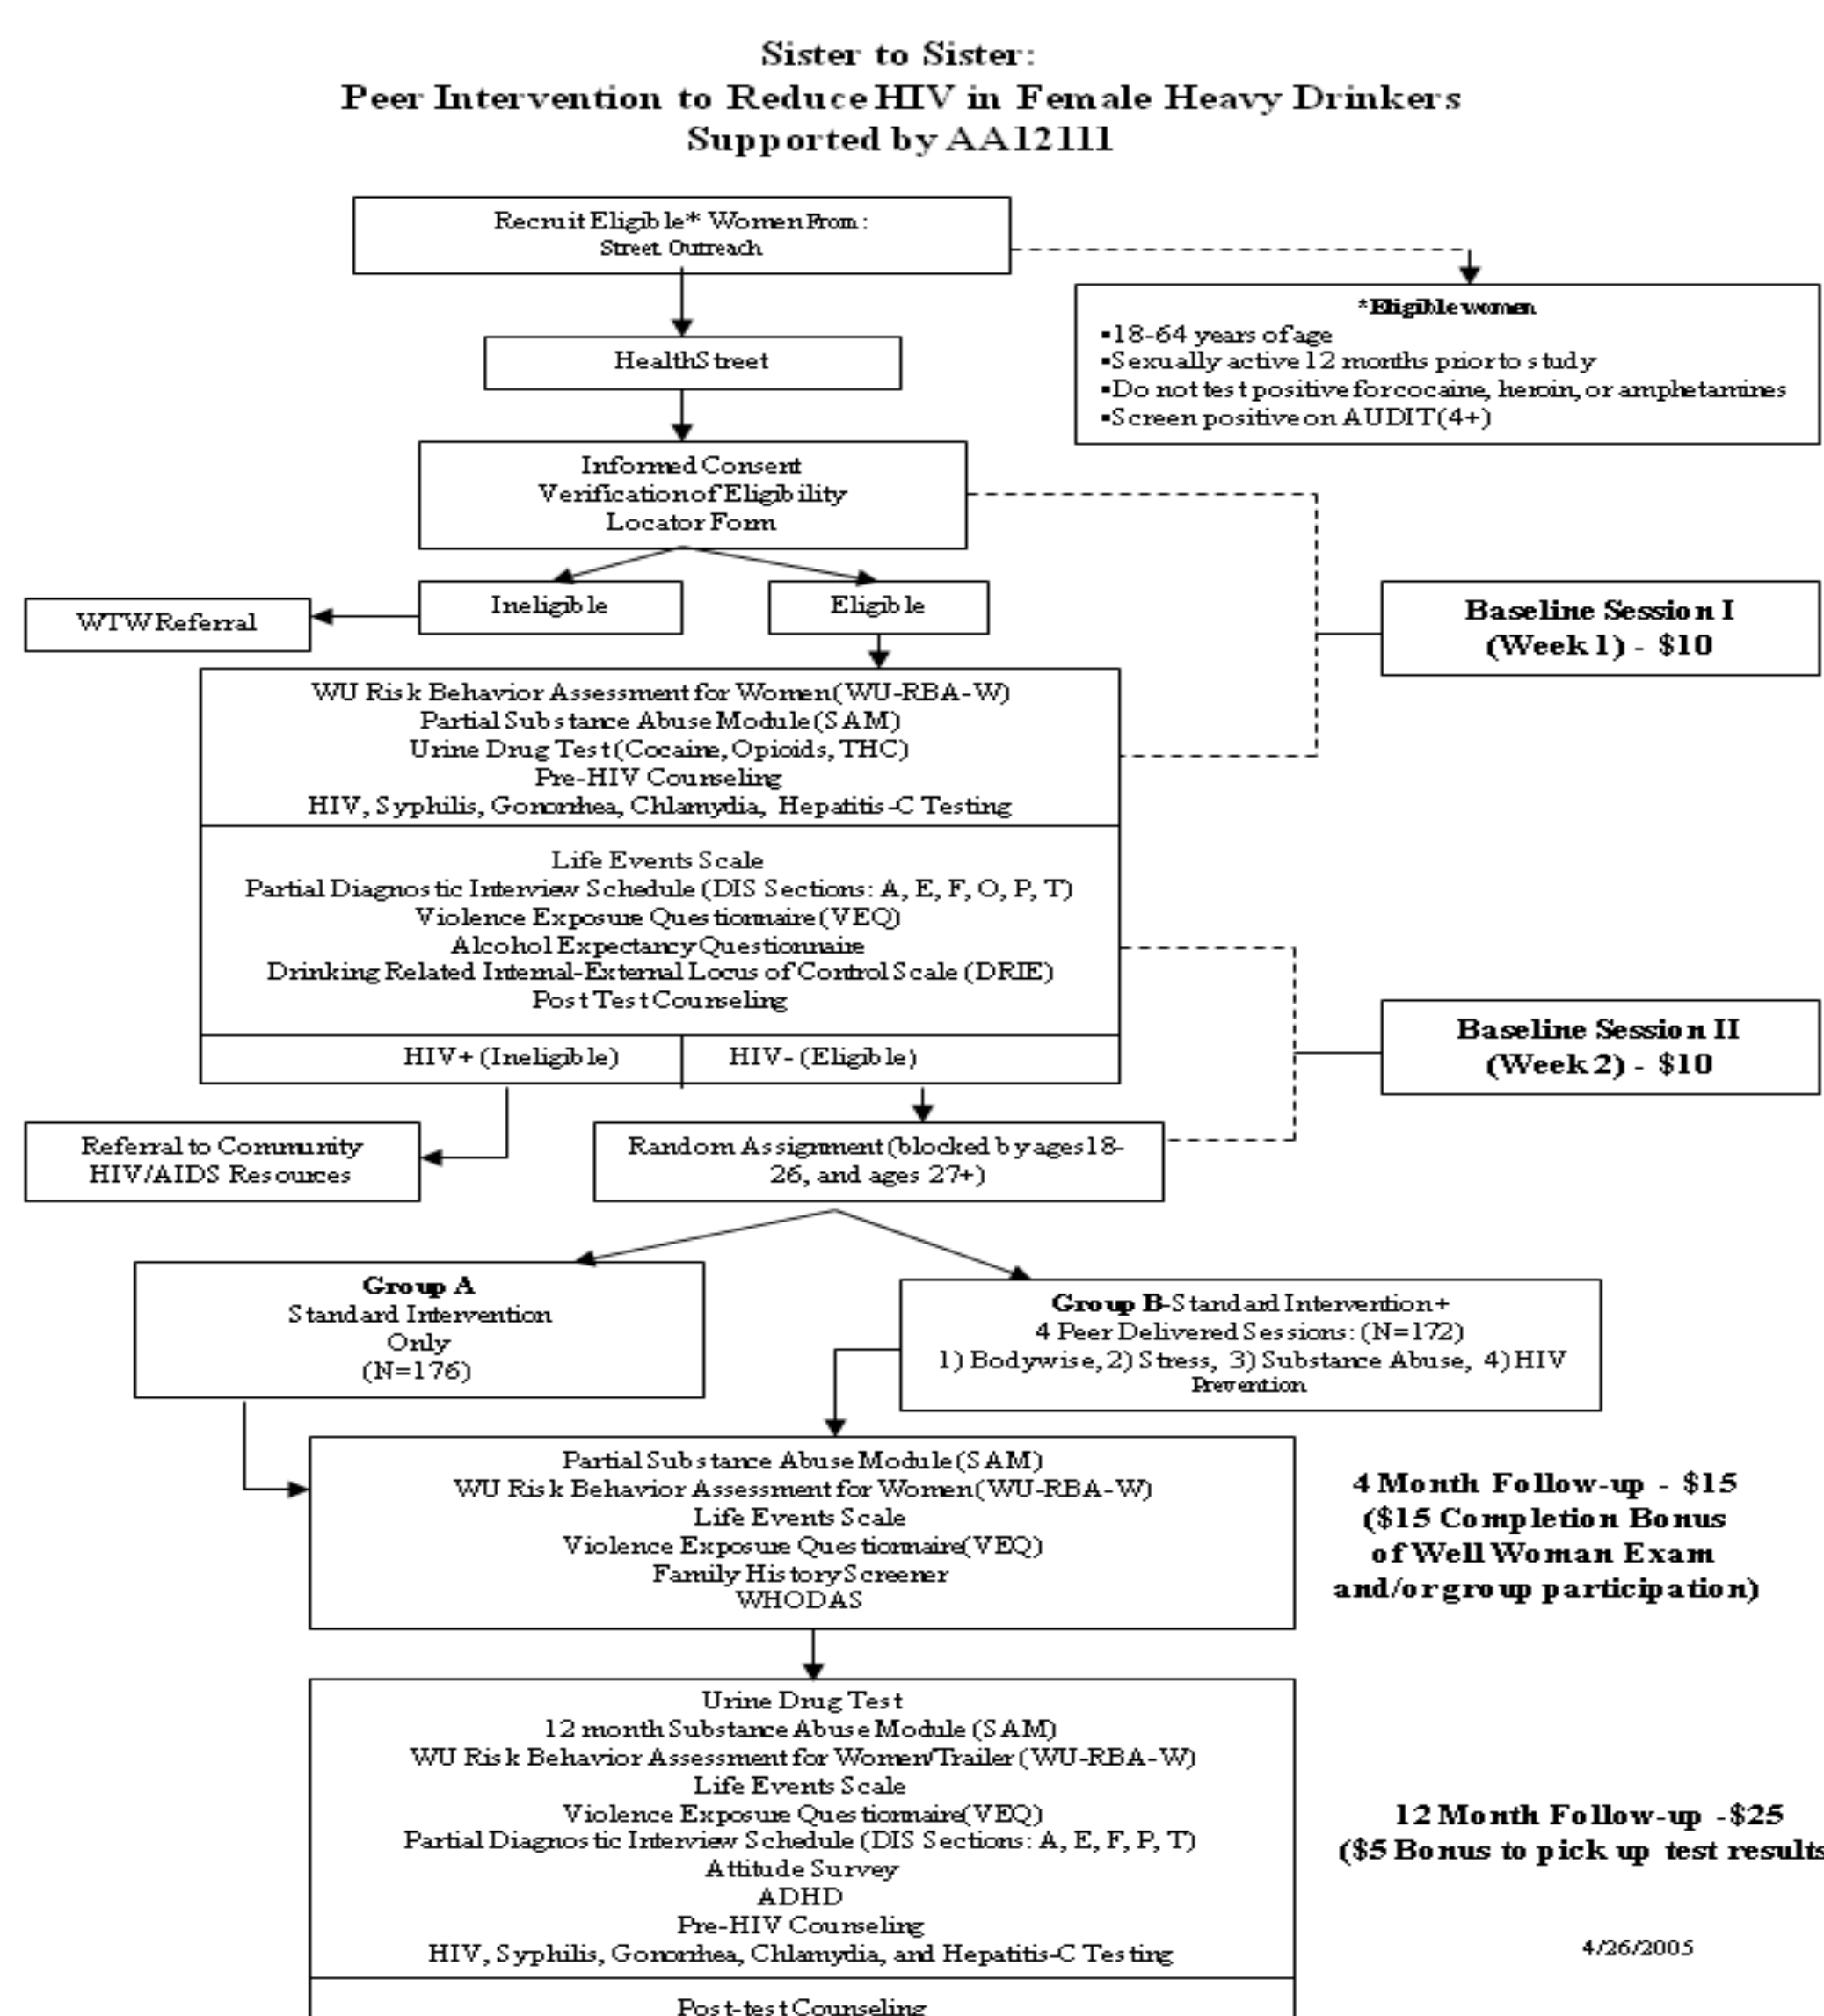 Sister to Sister:
Peer Intervention to Reduce HIV in Female Heavy Drinkers
Supported by AA12111
Recruit Eligible* Women From:
Street Outreach
*Eligible women
▪18-64 years of age
▪Sexually active 12 months prior to study
▪Do not test positive for cocaine, heroin, or amphetamines
▪Screen positive on AUDIT (4+)
HealthStreet
Informed Consent
Verification of Eligibility
Locator Form
Ineligible
Eligible
WTW Referral
Baseline Session I
(Week 1) - $10
WU Risk Behavior Assessment for Women (WU-RBA-W)
Partial Substance Abuse Module (SAM)
Urine Drug Test (Cocaine, Opioids, THC)
Pre-HIV Counseling
HIV, Syphilis, Gonorrhea, Chlamydia, Hepatitis-C Testing
Life Events Scale
Partial Diagnostic Interview Schedule (DIS Sections: A, E, F, O, P, T)
Violence Exposure Questionnaire (VEQ)
Alcohol Expectancy Questionnaire
Drinking Related Internal-External Locus of Control Scale (DRIE)
Post Test Counseling
HIV+ (Ineligible)
HIV- (Eligible)
Baseline Session II
(Week 2) - $10
Referral to Community
HIV/AIDS Resources
Random Assignment (blocked by ages 18-
26, and ages 27+)
Group A
Standard Intervention
Only
(N=176)
Group B-Standard Intervention +
4 Peer Delivered Sessions: (N=172)
1) Bodywise, 2) Stress, 3) Substance Abuse, 4) HIV
Prevention
Partial Substance Abuse Module (SAM)
WU Risk Behavior Assessment for Women (WU-RBA-W)
Life Events Scale
Violence Exposure Questionnaire (VEQ)
Family History Screener
WHODAS
4 Month Follow-up - $15
($15 Completion Bonus
of Well Woman Exam
and/or group participation)
Urine Drug Test
12 month Substance Abuse Module (SAM)
WU Risk Behavior Assessment for Women/Trailer (WU-RBA-W)
Life Events Scale
Violence Exposure Questionnaire (VEQ)
Partial Diagnostic Interview Schedule (DIS Sections: A, E, F, P, T)
Attitude Survey
ADHD
Pre-HIV Counseling
HIV, Syphilis, Gonorrhea, Chlamydia, and Hepatitis-C Testing
12 Month Follow-up -$25
($5 Bonus to pick up test results
4/26/2005
Post-test Counseling